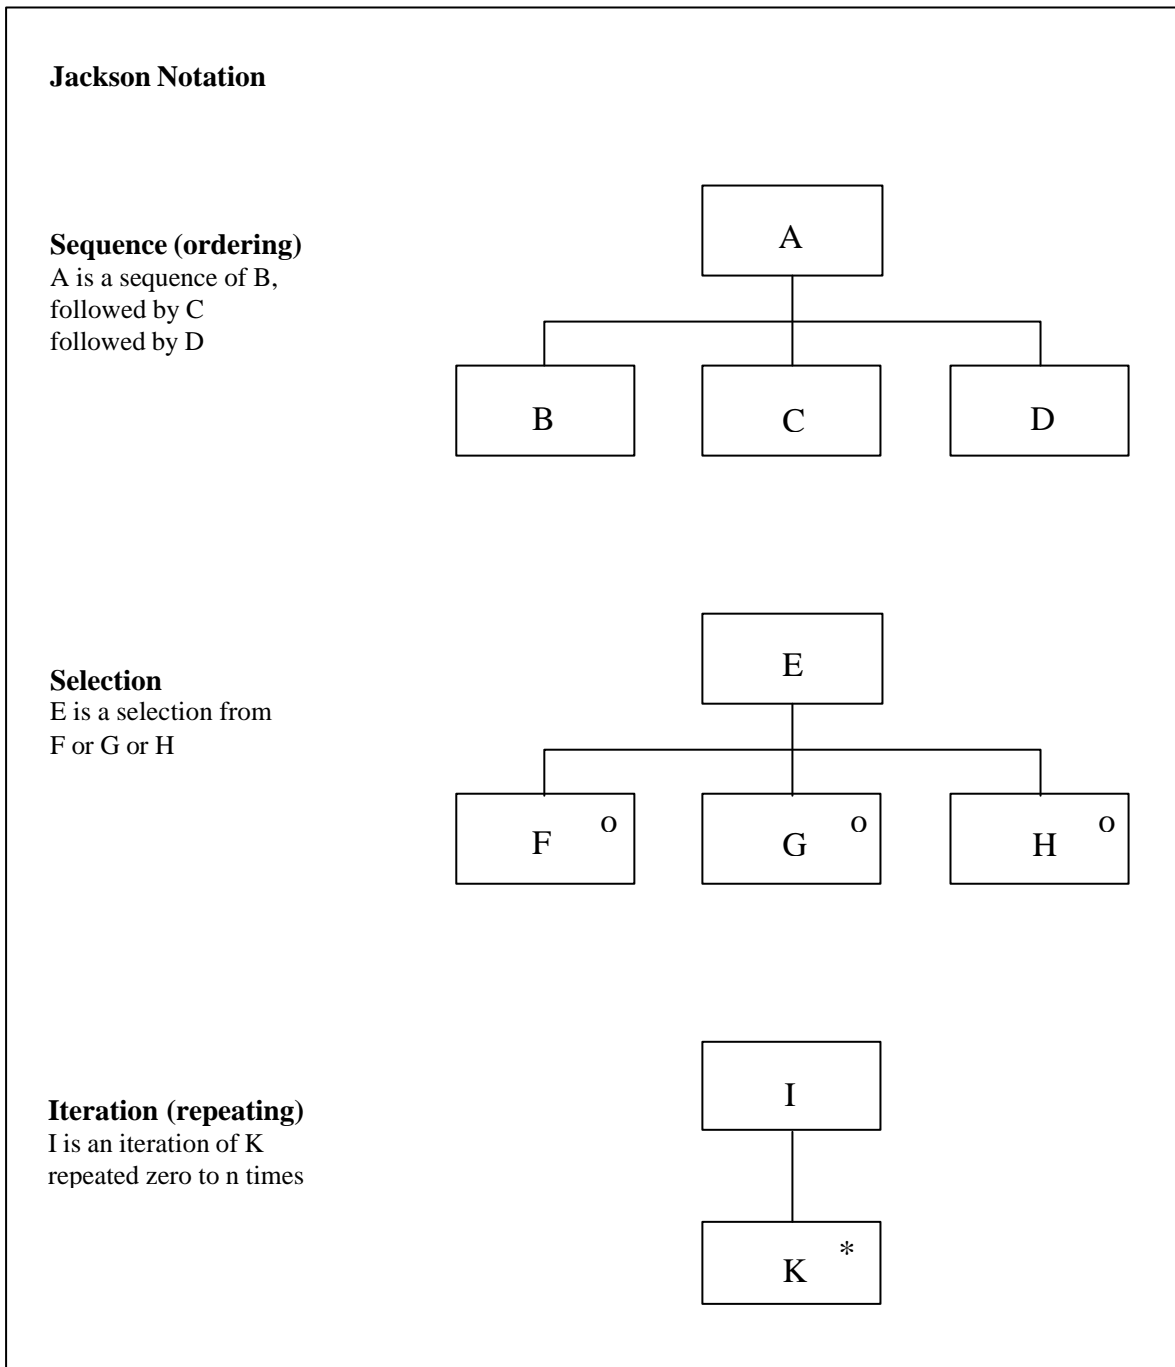 Jackson Notation
A
Sequence (ordering)
A is a sequence of B,
followed by C
followed by D
B C D
E
Selection
E is a selection from
F or G or H
F o G o H o
I
Iteration (repeating)
I is an iteration of K
repeated zero to n times
K *